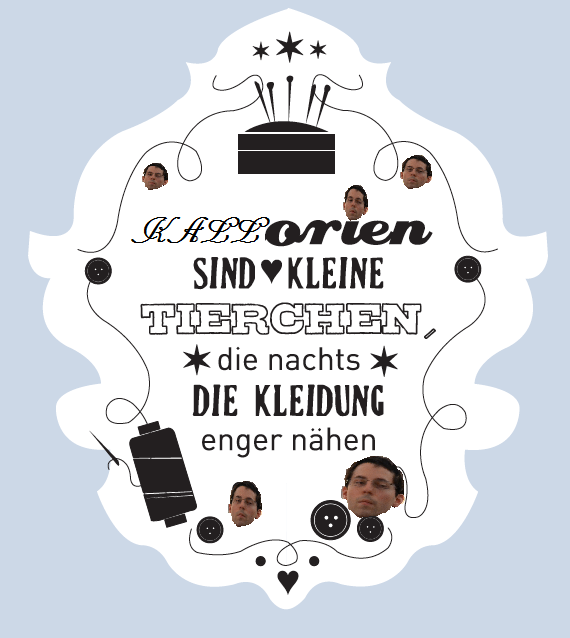 KALLorien
SIND KLEINE
TIERCHEN,
die nachts
DIE KLEIDUNG
enger nähen